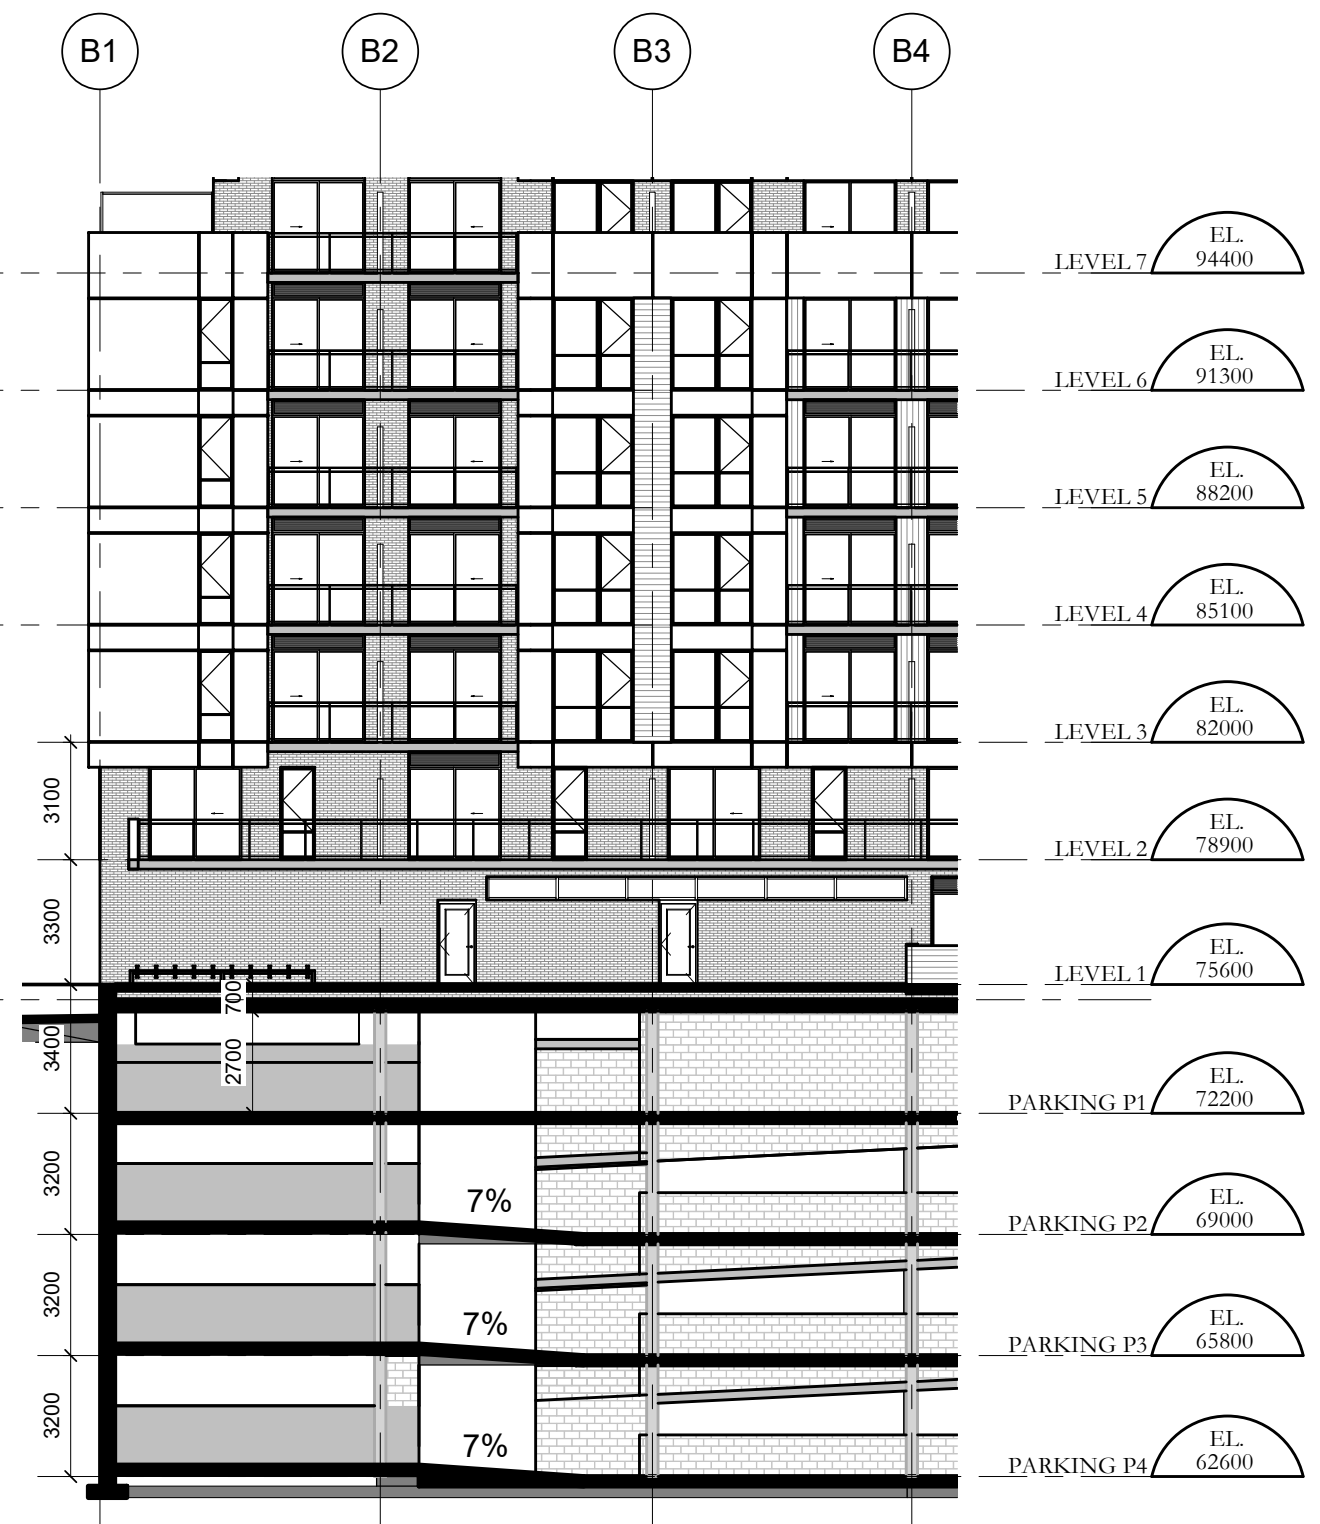 B1 B2 B3 B4
EL.
94400
LEVEL 7
EL.
91300
LEVEL 6
EL.
88200
LEVEL 5
EL.
85100
LEVEL 4
EL.
82000
LEVEL 3
3100
EL.
78900
LEVEL 2
3300
EL.
75600
LEVEL 1
700
3400
2700
EL.
72200
PARKING P1
3200
7%
EL.
69000
PARKING P2
3200
7%
EL.
65800
PARKING P3
3200
7%
EL.
62600
PARKING P4